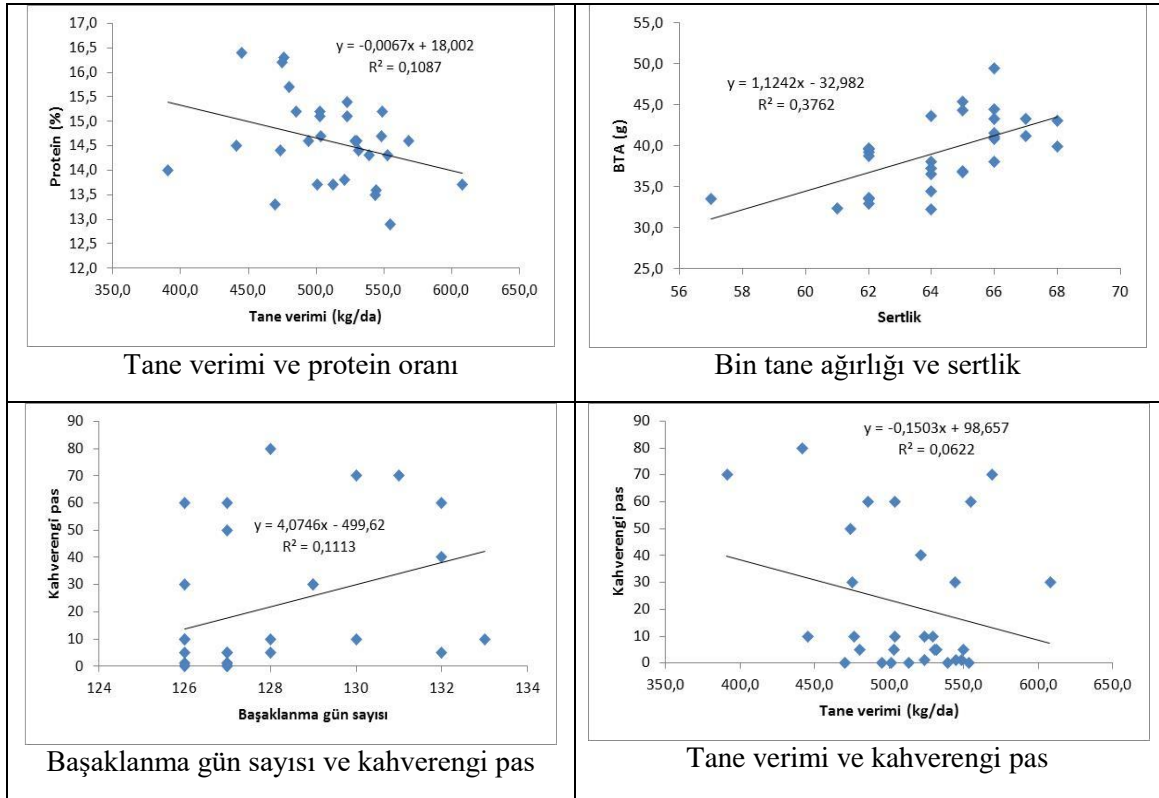 17,0
16,5
16,0
15,5
15,0
14,5
14,0
13,5
13,0
12,5
12,0
Protein (%)
y = -0,0067x + 18,002
R² = 0,1087
350,0 400,0 450,0 500,0 550,0 600,0 650,0
Tane verimi (kg/da)
Tane verimi ve protein oranı
55,0
50,0
45,0
40,0
35,0
30,0
25,0
BTA (g)
y = 1,1242x - 32,982
R² = 0,3762
56 58 60 62 64 66 68 70
Sertlik
Bin tane ağırlığı ve sertlik
90
80
70
60
50
40
30
20
10
0
Kahverengi pas
y = 4,0746x - 499,62
R² = 0,1113
124 126 128 130 132 134
Başaklanma gün sayısı
Başaklanma gün sayısı ve kahverengi pas
90
80
70
60
50
40
30
20
10
0
Kahverengi pas
y = -0,1503x + 98,657
R² = 0,0622
350,0 400,0 450,0 500,0 550,0 600,0 650,0
Tane verimi (kg/da)
Tane verimi ve kahverengi pas